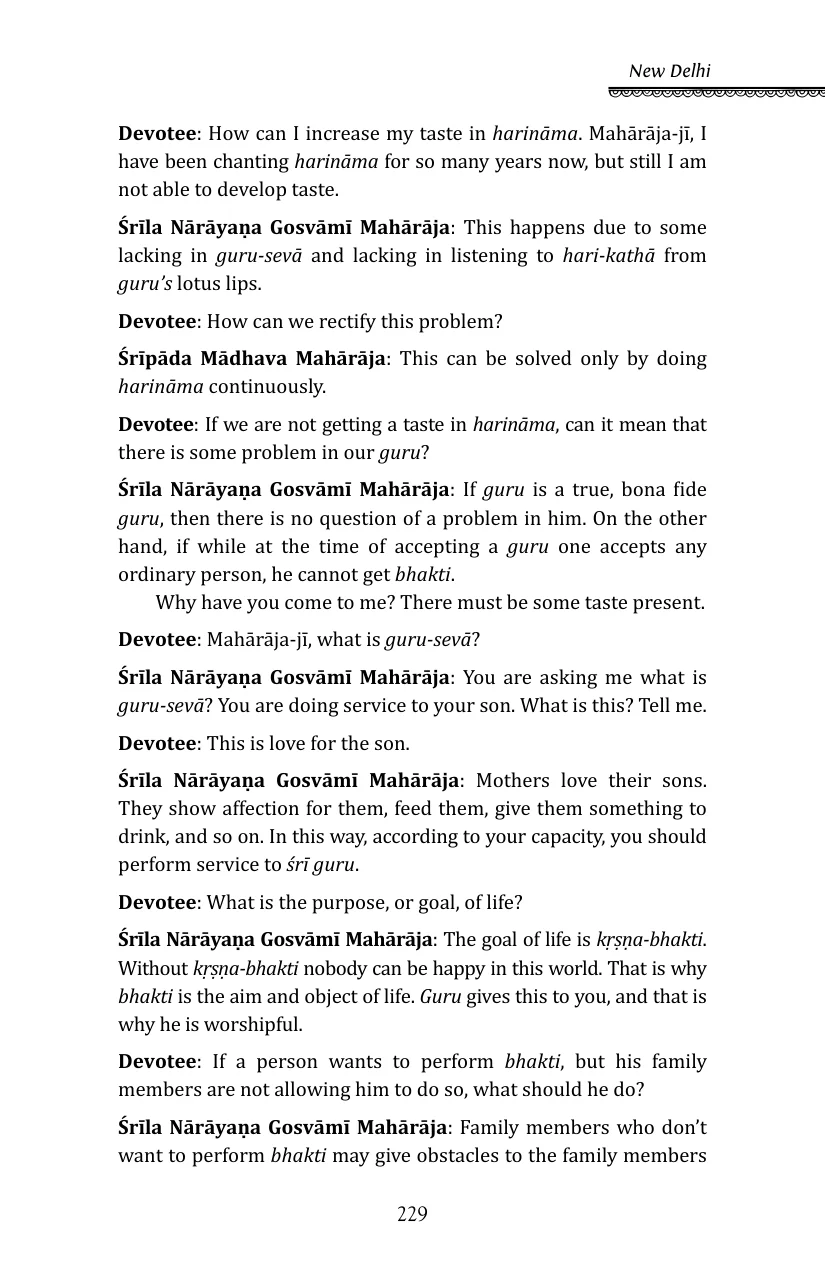 New Delhi
Devotee: How can I increase my taste in harināma. Mahārāja-jī, I
have been chanting harināma for so many years now, but still I am
not able to develop taste.
Śrīla Nārāyaṇa Gosvāmī Mahārāja: This happens due to some
lacking in guru-sevā and lacking in listening to hari-kathā from
guru’s lotus lips.
Devotee: How can we rectify this problem?
Śrīpāda Mādhava Mahārāja: This can be solved only by doing
harināma continuously.
Devotee: If we are not getting a taste in harināma, can it mean that
there is some problem in our guru?
Śrīla Nārāyaṇa Gosvāmī Mahārāja: If guru is a true, bona fide
guru, then there is no question of a problem in him. On the other
hand, if while at the time of accepting a guru one accepts any
ordinary person, he cannot get bhakti.
Why have you come to me? There must be some taste present.
Devotee: Mahārāja-jī, what is guru-sevā?
Śrīla Nārāyaṇa Gosvāmī Mahārāja: You are asking me what is
guru-sevā? You are doing service to your son. What is this? Tell me.
Devotee: This is love for the son.
Śrīla Nārāyaṇa Gosvāmī Mahārāja: Mothers love their sons.
They show affection for them, feed them, give them something to
drink, and so on. In this way, according to your capacity, you should
perform service to śrī guru.
Devotee: What is the purpose, or goal, of life?
Śrīla Nārāyaṇa Gosvāmī Mahārāja: The goal of life is kṛṣṇa-bhakti.
Without kṛṣṇa-bhakti nobody can be happy in this world. That is why
bhakti is the aim and object of life. Guru gives this to you, and that is
why he is worshipful.
Devotee: If a person wants to perform bhakti, but his family
members are not allowing him to do so, what should he do?
Śrīla Nārāyaṇa Gosvāmī Mahārāja: Family members who don’t
want to perform bhakti may give obstacles to the family members
229